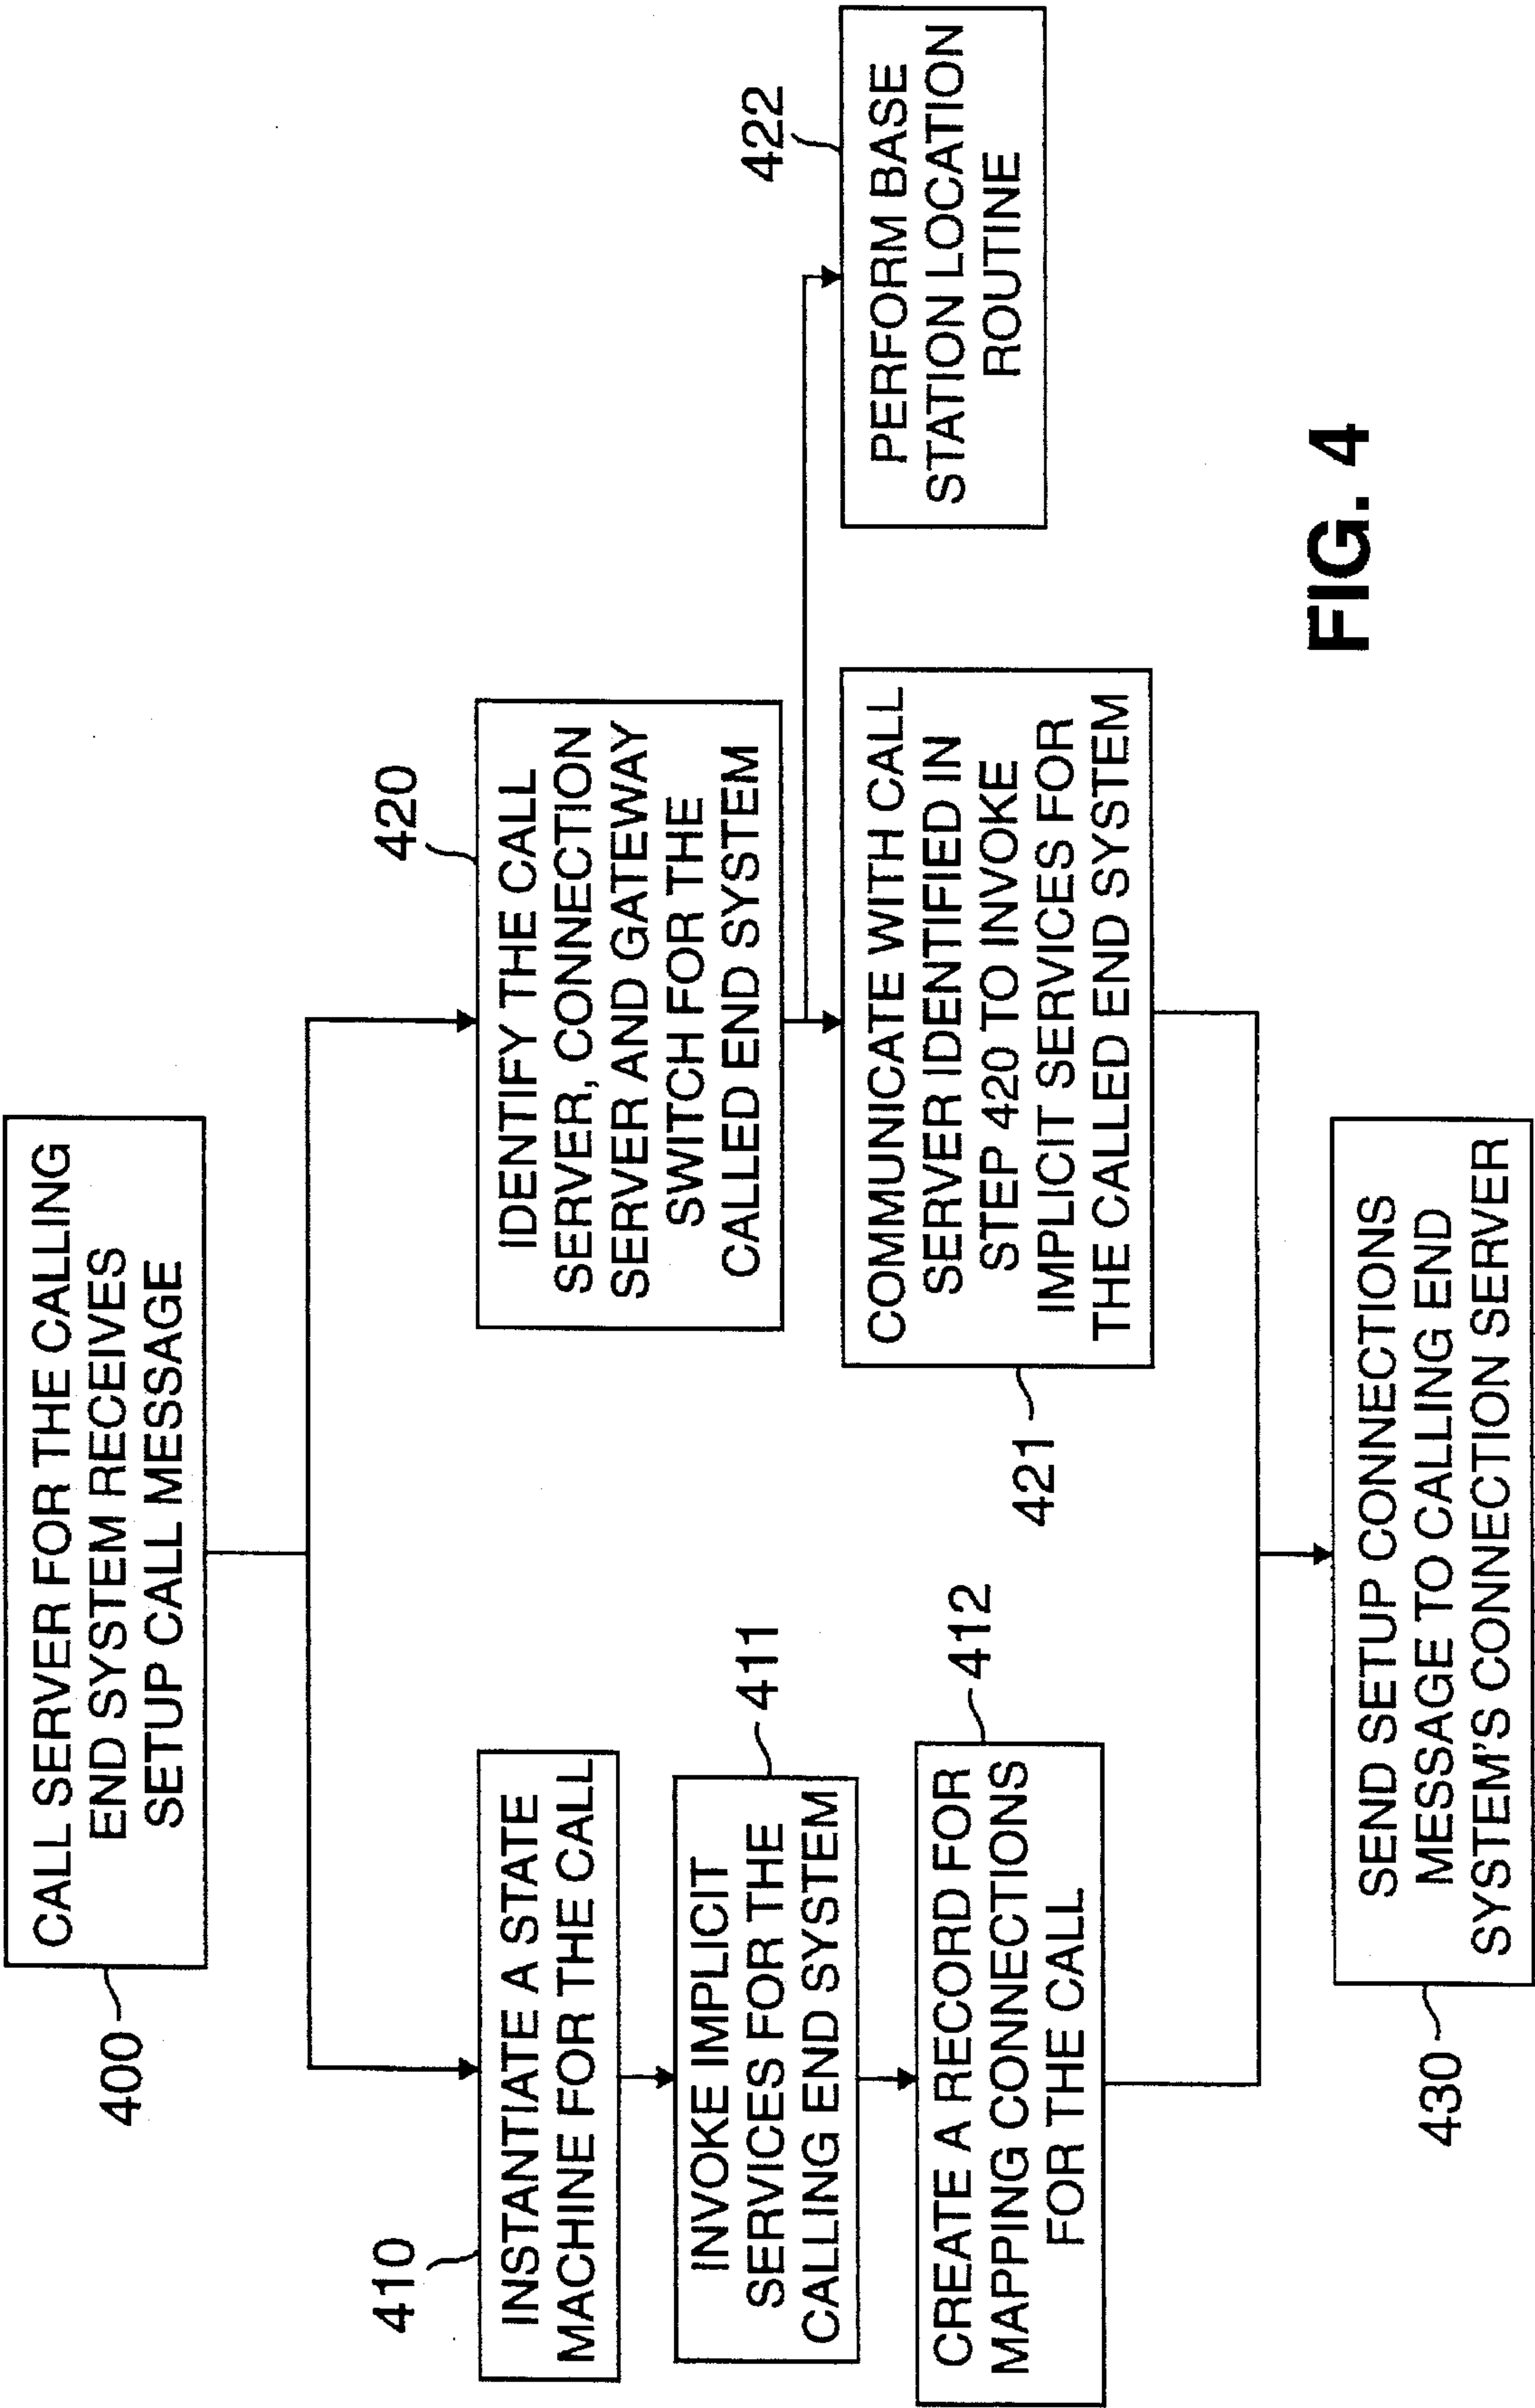 400
CALL SERVER FOR THE CALLING
END SYSTEM RECEIVES
SETUP CALL MESSAGE
410
INSTANTIATE A STATE
MACHINE FOR THE CALL
411
INVOKE IMPLICIT
SERVICES FOR THE
CALLING END SYSTEM
412
CREATE A RECORD FOR
MAPPING CONNECTIONS
FOR THE CALL
420
IDENTIFY THE CALL
SERVER, CONNECTION
SERVER AND GATEWAY
SWITCH FOR THE
CALLED END SYSTEM
421
COMMUNICATE WITH CALL
SERVER IDENTIFIED IN
STEP 420 TO INVOKE
IMPLICIT SERVICES FOR
THE CALLED END SYSTEM
422
PERFORM BASE
STATION LOCATION
ROUTINE
430
SEND SETUP CONNECTIONS
MESSAGE TO CALLING END
SYSTEM'S CONNECTION SERVER
FIG. 4